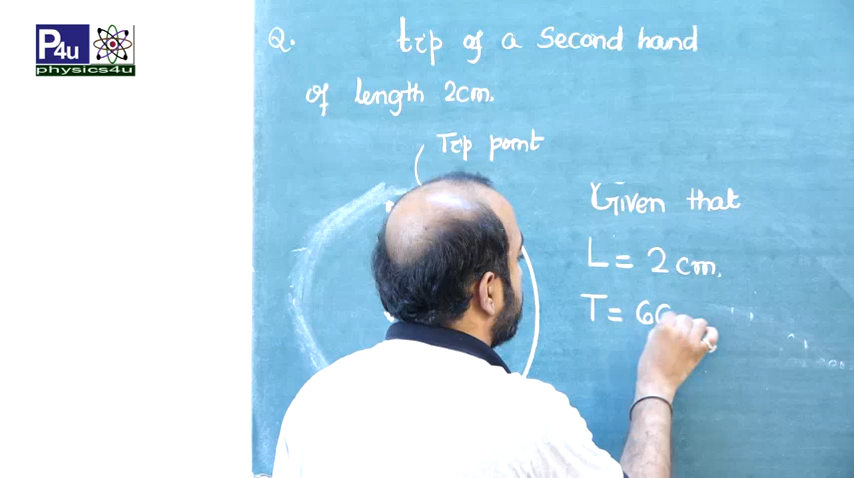 P4u
physics4u
Q. tip of a Second hand
of length 2cm.
Tip point
Given that
L = 2 cm.
T = 60